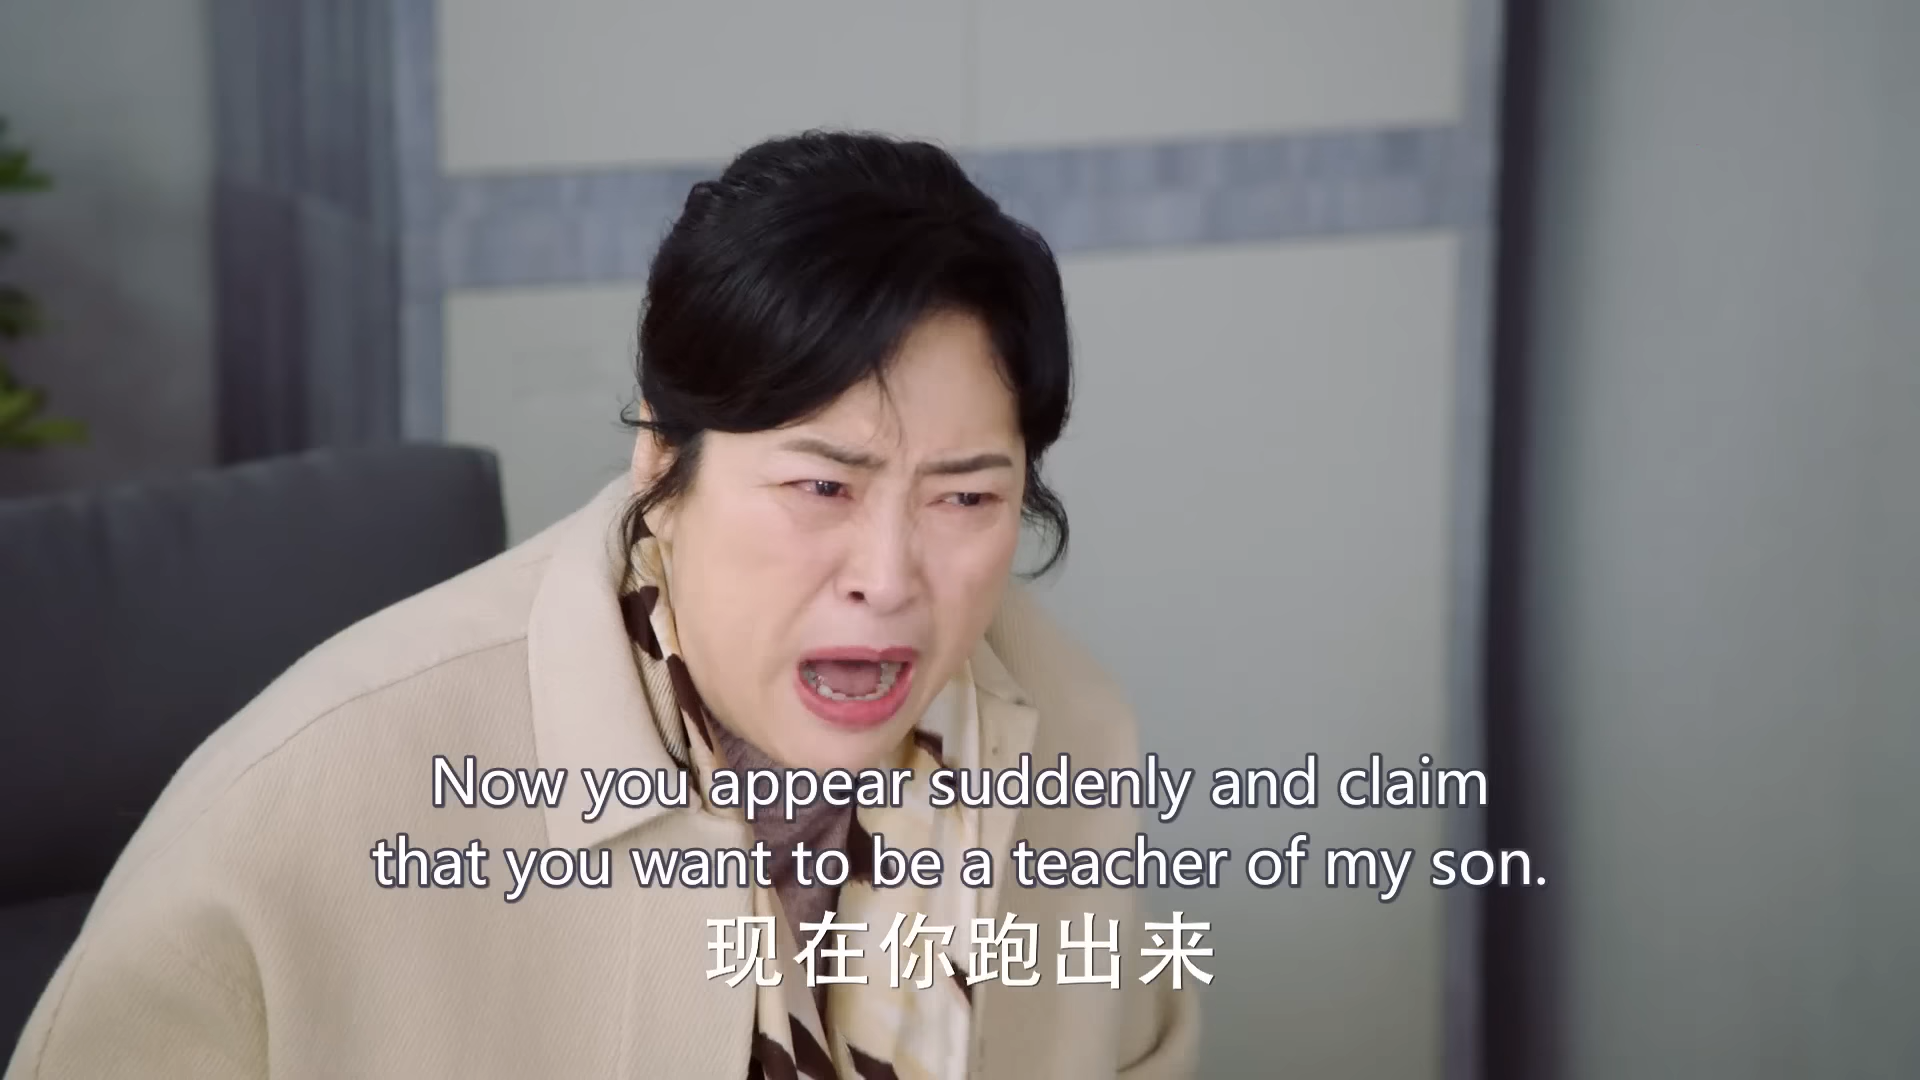 Now you appear suddenly and claim
that you want to be a teacher of my son.
现在你跑出来